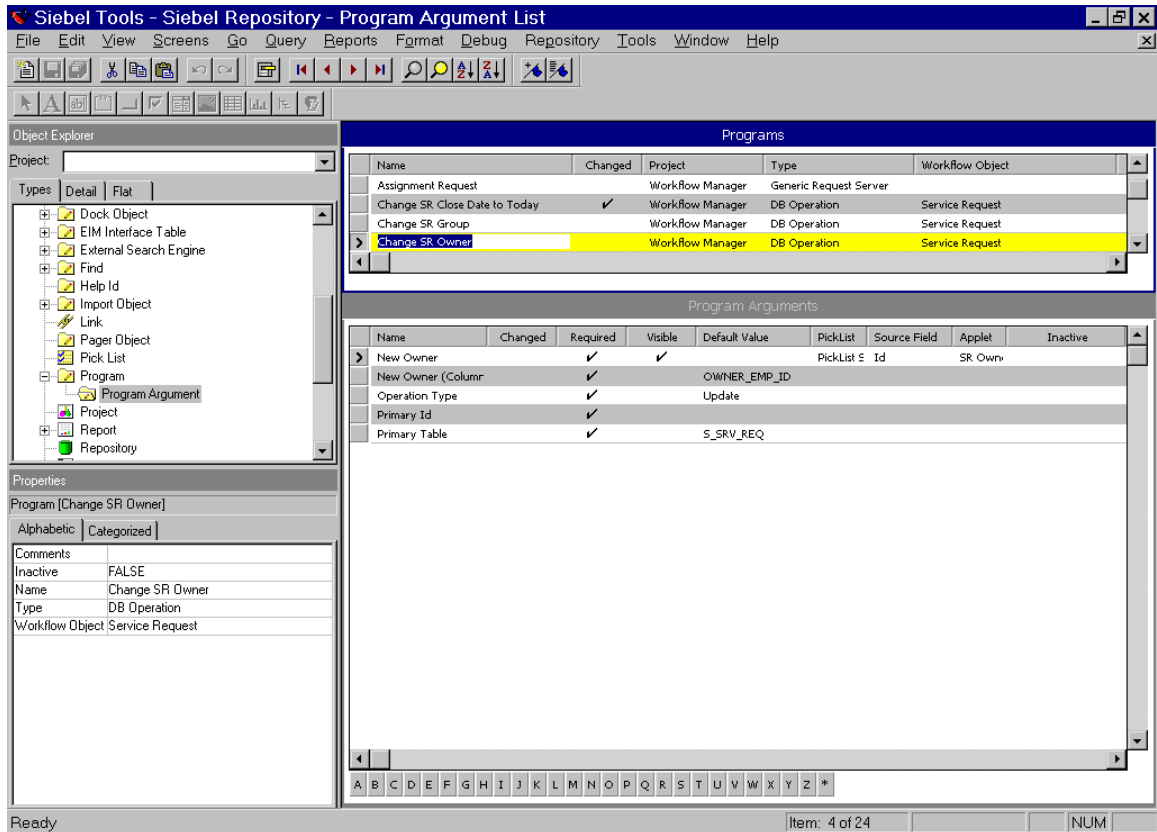 Siebel Tools - Siebel Repository - Program Argument List
File Edit View Screens Go Query Reports Format Debug Repository Tools Window Help
Object Explorer
Project:
Types Detail Flat
Dock Object
EIM Interface Table
External Search Engine
Find
Help Id
Import Object
Link
Pager Object
Pick List
Program
Program Argument
Project
Report
Repository
Properties
Program [Change SR Owner]
Alphabetic Categorized
Comments
Inactive FALSE
Name Change SR Owner
Type DB Operation
Workflow Object Service Request
Programs
Name Changed Project Type Workflow Object
Assignment Request Workflow Manager Generic Request Server
Change SR Close Date to Today ✔ Workflow Manager DB Operation Service Request
Change SR Group Workflow Manager DB Operation Service Request
Change SR Owner Workflow Manager DB Operation Service Request
Program Arguments
Name Changed Required Visible Default Value PickList Source Field Applet Inactive
New Owner ✔ ✔ PickList S Id SR Own
New Owner (Column ✔ OWNER_EMP_ID
Operation Type ✔ Update
Primary Id ✔
Primary Table ✔ S_SRV_REQ
A B C D E F G H I J K L M N O P Q R S T U V W X Y Z *
Ready Item: 4 of 24 NUM